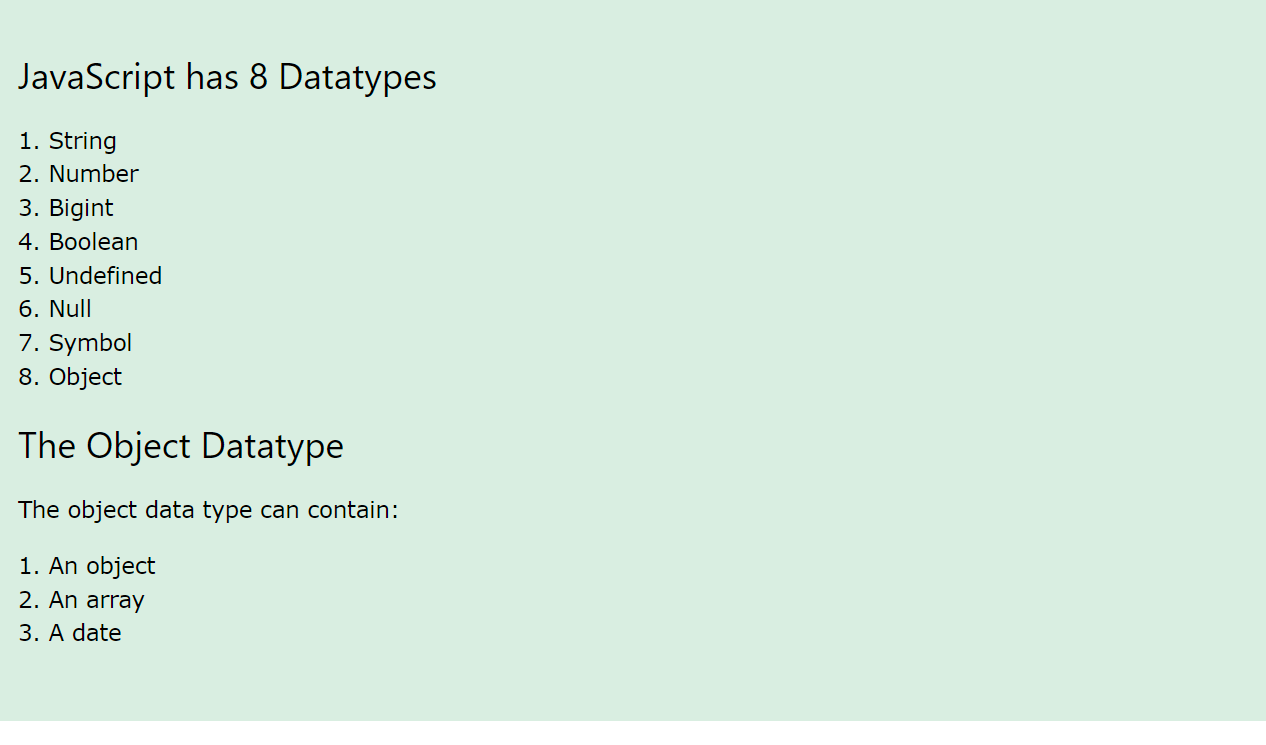 JavaScript has 8 Datatypes
1. String
2. Number
3. Bigint
4. Boolean
5. Undefined
6. Null
7. Symbol
8. Object
The Object Datatype
The object data type can contain:
1. An object
2. An array
3. A date